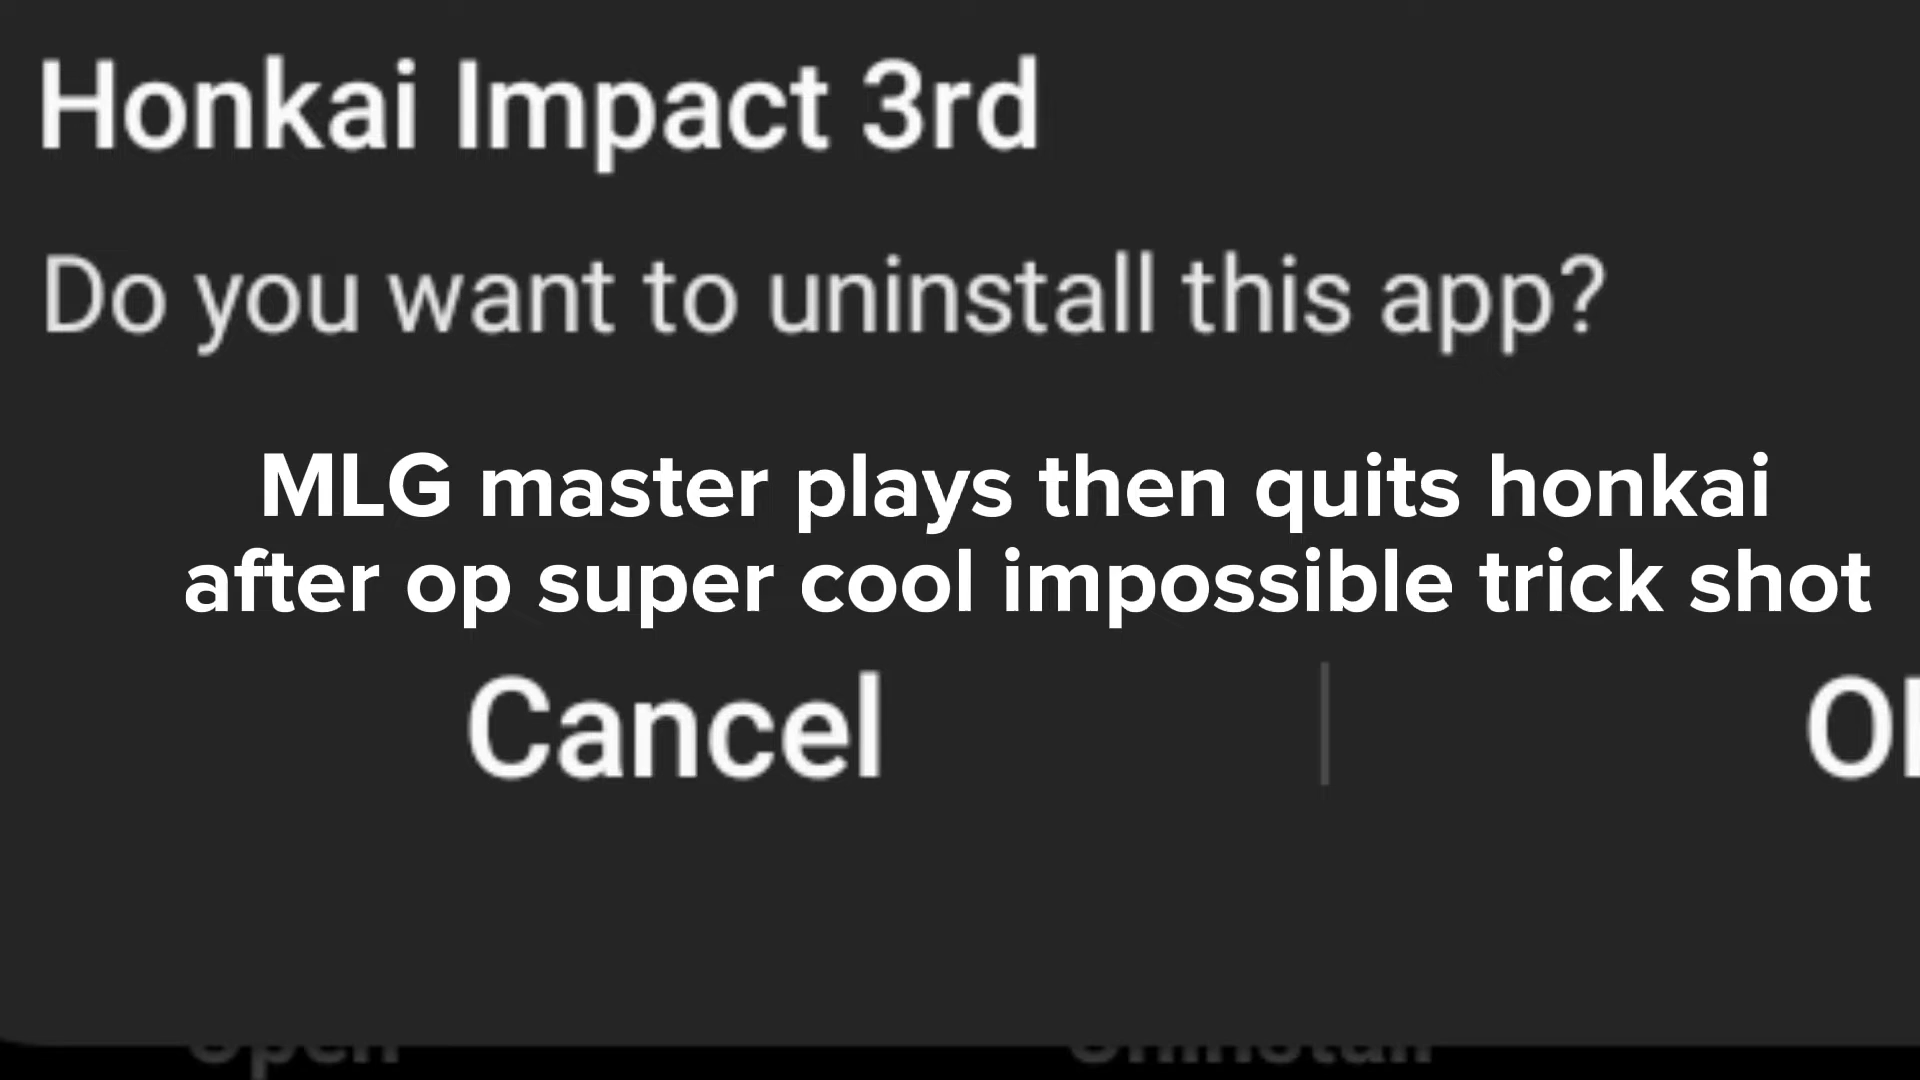 Honkai Impact 3rd
Do you want to uninstall this app?
MLG master plays then quits honkai
after op super cool impossible trick shot
Cancel